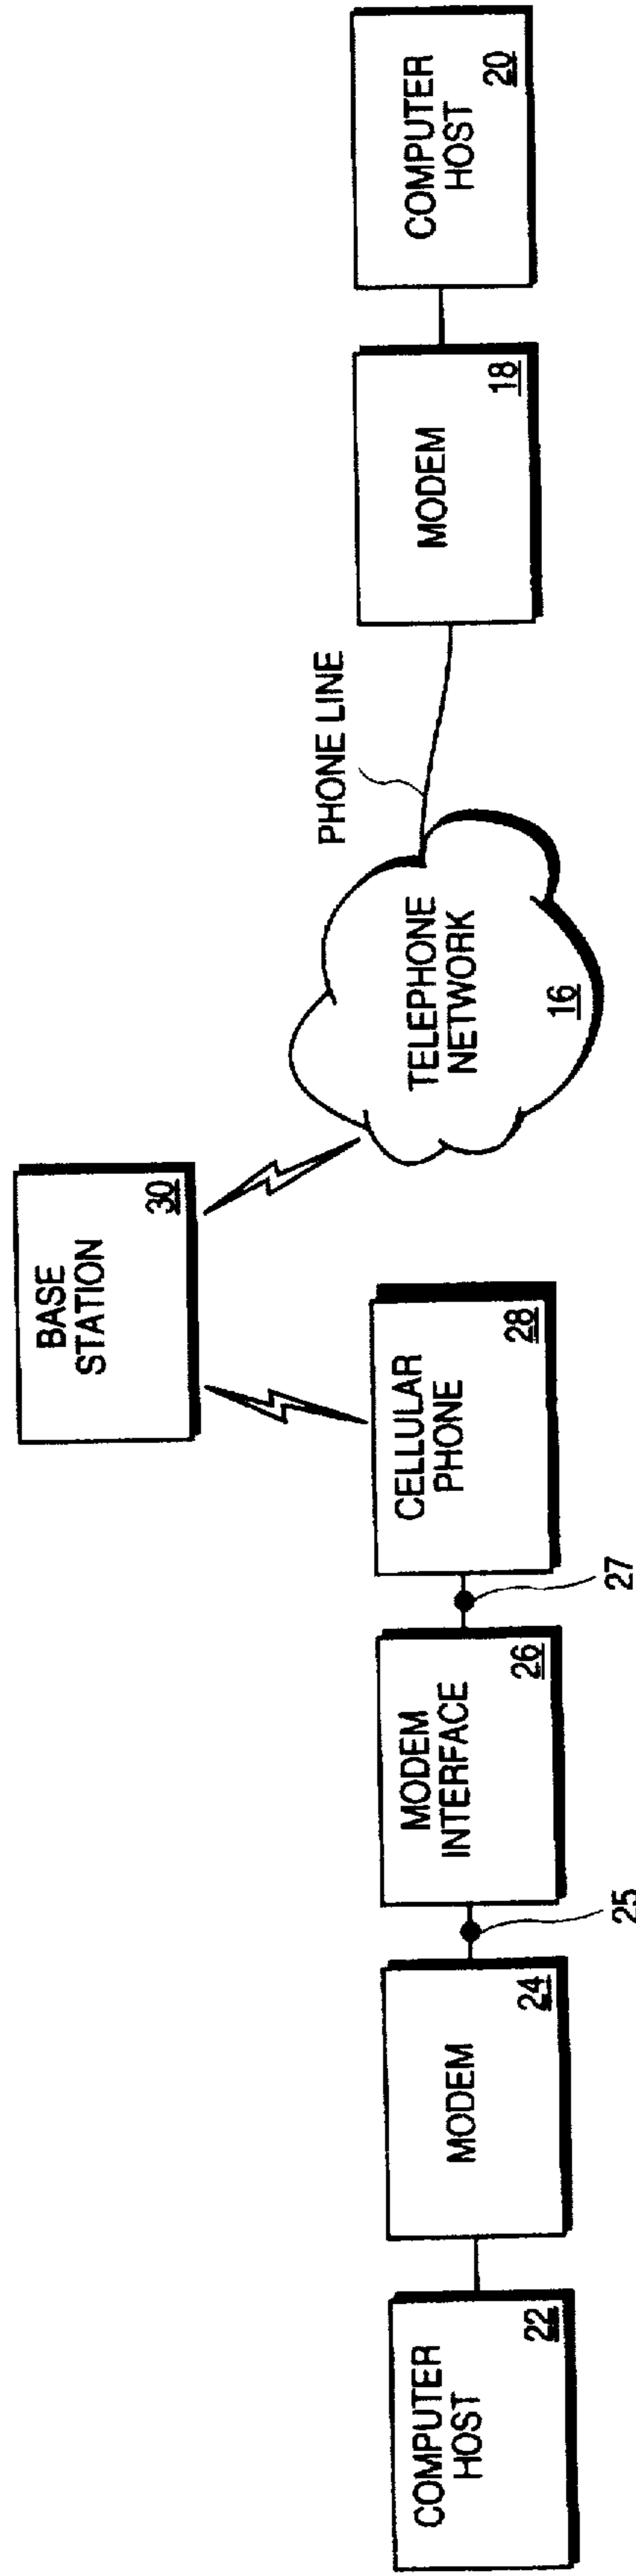 BASE
STATION
30
COMPUTER
HOST
22
MODEM
24
25
MODEM
INTERFACE
26
27
CELLULAR
PHONE
28
TELEPHONE
NETWORK
16
PHONE LINE
MODEM
18
COMPUTER
HOST
20